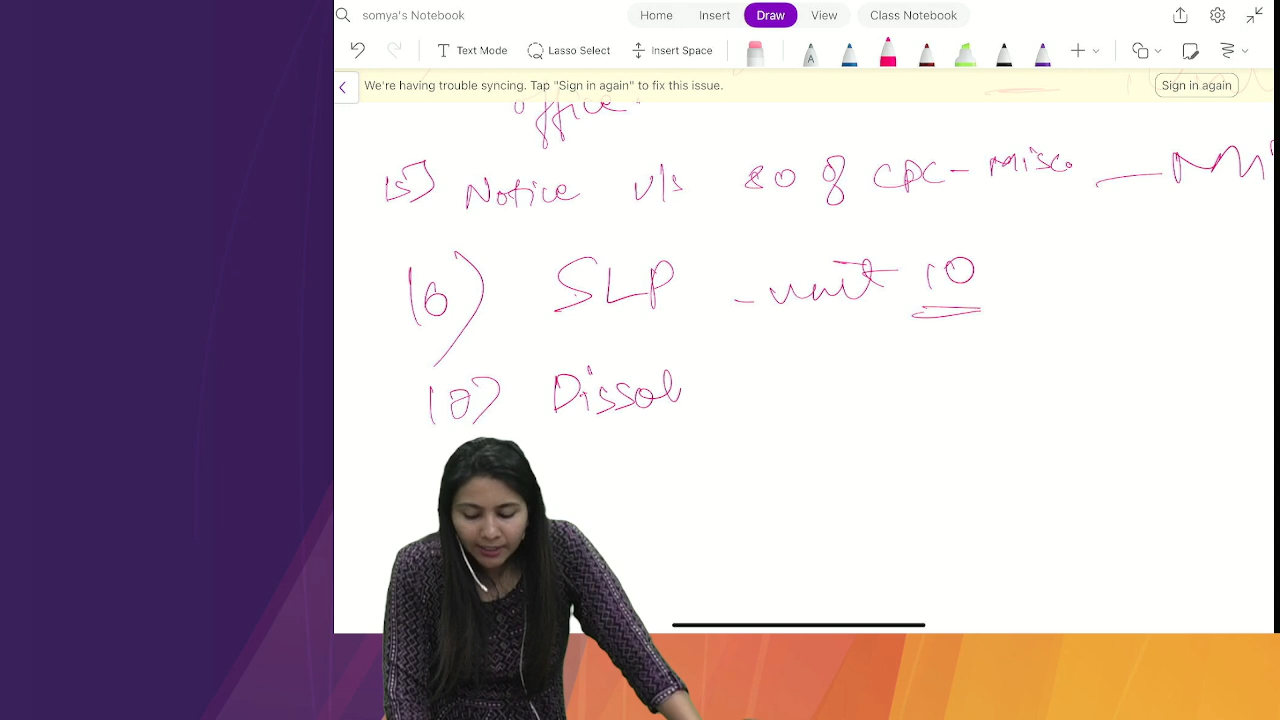 somya's Notebook
Home Insert Draw View Class Notebook
Text Mode Lasso Select Insert Space
We're having trouble syncing. Tap "Sign in again" to fix this issue.
Sign in again
office.
15) Notice v/s 80 of CPC - Misc
16) SLP - unit 10
Dissol